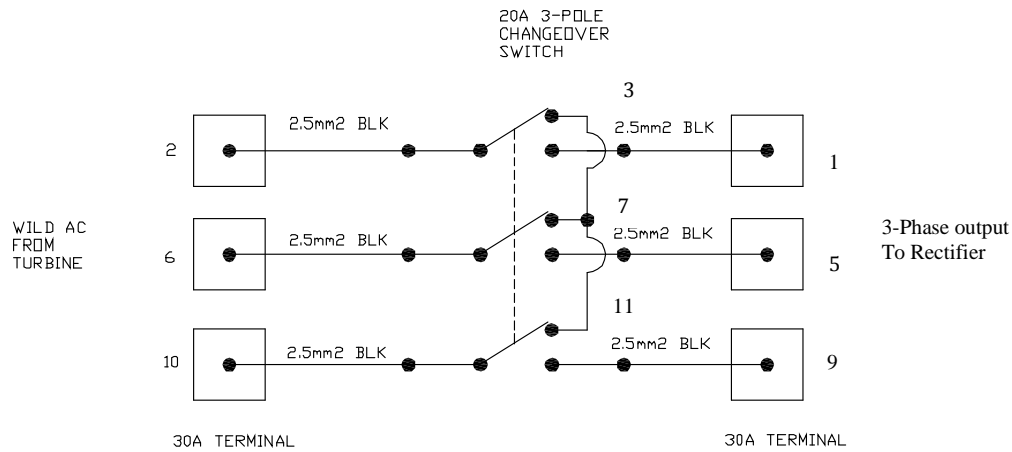 20A 3-POLE
CHANGEOVER
SWITCH
3
2.5mm2 BLK
2.5mm2 BLK
2
1
7
WILD AC
FROM
TURBINE
2.5mm2 BLK
2.5mm2 BLK
3-Phase output
To Rectifier
6
5
11
2.5mm2 BLK
2.5mm2 BLK
10
9
30A TERMINAL
30A TERMINAL